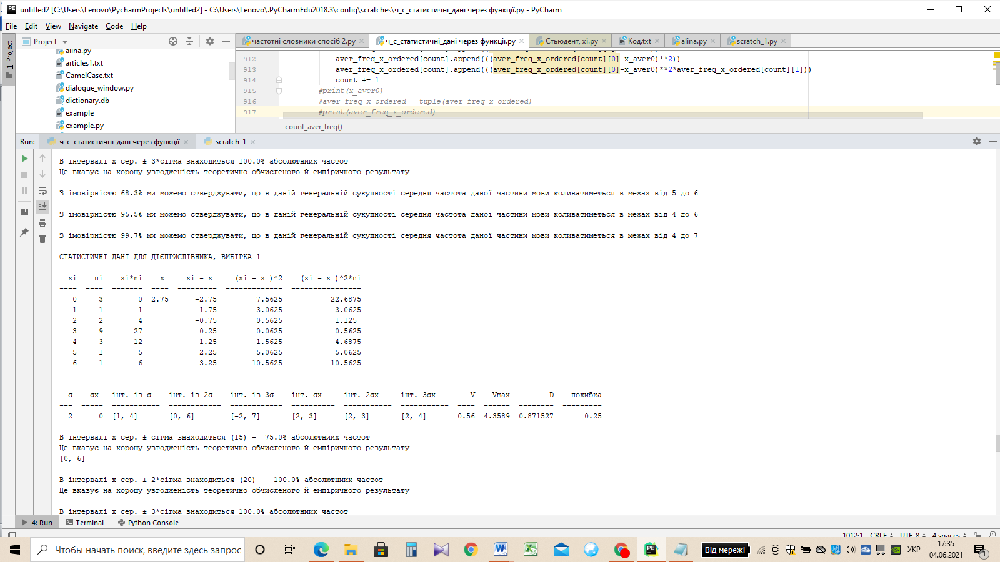 untitled2 [C:\Users\Lenovo\PycharmProjects\untitled2] - C:\Users\Lenovo\.PyCharmEdu2018.3\config\scratches\ч_с_статистичні_дані через функції.py - PyCharm
File Edit View Navigate Code Help
1: Project
Project
частотні словники спосіб 2.py ч_с_статистичні_дані через функції.py Стьюдент, хі.py Код.txt alina.py scratch_1.py
alina.py
articles1.txt
CamelCase.txt
dialogue_window.py
dictionary.db
example
example.py
912 aver_freq_x_ordered[count].append(((aver_freq_x_ordered[count][0]-x_aver0)**2))
913 aver_freq_x_ordered[count].append(((aver_freq_x_ordered[count][0]-x_aver0)**2*aver_freq_x_ordered[count][1]))
914 count += 1
915 #print(x_aver0)
916 #aver_freq_x_ordered = tuple(aver_freq_x_ordered)
917 #print(aver_freq_x_ordered)
count_aver_freq()
Run: ч_с_статистичні_дані через функції scratch_1
В інтервалі х сер. ± 3*сігма знаходиться 100.0% абсолютниих частот
Це вказує на хорошу узгодженість теоретично обчисленого й емпіричного результату
З імовірністю 68.3% ми можемо стверджувати, що в даній генеральній сукупності середня частота даної частини мови коливатиметься в межах від 5 до 6
З імовірністю 95.5% ми можемо стверджувати, що в даній генеральній сукупності середня частота даної частини мови коливатиметься в межах від 4 до 6
З імовірністю 99.7% ми можемо стверджувати, що в даній генеральній сукупності середня частота даної частини мови коливатиметься в межах від 4 до 7
СТАТИСТИЧНІ ДАНІ ДЛЯ ДІЄПРИСЛІВНИКА, ВИБІРКА 1
xi ni xi*ni x¯ xi - x¯ (xi - x¯)^2 (xi - x¯)^2*ni
---- ---- ------- ---- --------- ------------- ----------------
0 3 0 2.75 -2.75 7.5625 22.6875
1 1 1 -1.75 3.0625 3.0625
2 2 4 -0.75 0.5625 1.125
3 9 27 0.25 0.0625 0.5625
4 3 12 1.25 1.5625 4.6875
5 1 5 2.25 5.0625 5.0625
6 1 6 3.25 10.5625 10.5625
σ σx¯ інт. із σ інт. із 2σ інт. із 3σ інт. σx¯ інт. 2σx¯ інт. 3σx¯ V Vmax D похибка
--- ----- ----------- ------------ ------------ ---------- ----------- ----------- ---- ------ -------- ---------
2 0 [1, 4] [0, 6] [-2, 7] [2, 3] [2, 3] [2, 4] 0.56 4.3589 0.871527 0.25
В інтервалі х сер. ± сігма знаходиться (15) - 75.0% абсолютниих частот
Це вказує на хорошу узгодженість теоретично обчисленого й емпіричного результату
[0, 6]
В інтервалі х сер. ± 2*сігма знаходиться (20) - 100.0% абсолютниих частот
Це вказує на хорошу узгодженість теоретично обчисленого й емпіричного результату
В інтервалі х сер. ± 3*сігма знаходиться 100.0% абсолютниих частот
4: Run Terminal Python Console
1012:1 CRLF UTF-8 4 spaces
Чтобы начать поиск, введите здесь запрос
Від мережі
УКР
17:35
04.06.2021
1